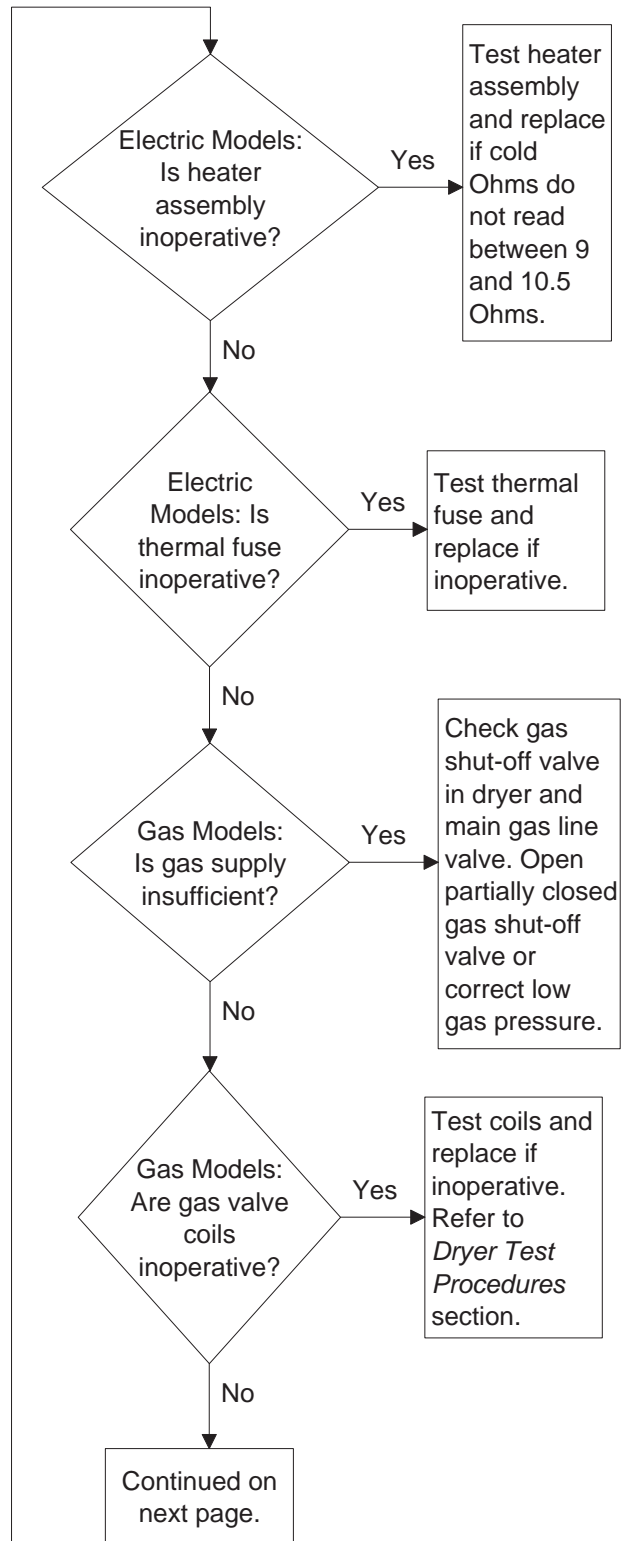 Electric Models:
Is heater
assembly
inoperative?
Yes
Test heater
assembly
and replace
if cold
Ohms do
not read
between 9
and 10.5
Ohms.
No
Electric
Models: Is
thermal fuse
inoperative?
Yes
Test thermal
fuse and
replace if
inoperative.
No
Gas Models:
Is gas supply
insufficient?
Yes
Check gas
shut-off valve
in dryer and
main gas line
valve. Open
partially closed
gas shut-off
valve or
correct low
gas pressure.
No
Gas Models:
Are gas valve
coils
inoperative?
Yes
Test coils and
replace if
inoperative.
Refer to
Dryer Test
Procedures
section.
No
Continued on
next page.